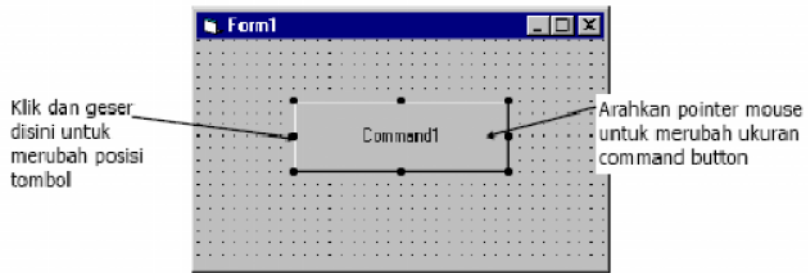 Form1
Klik dan geser
disini untuk
merubah posisi
tombol
Command1
Arahkan pointer mouse
untuk merubah ukuran
command button